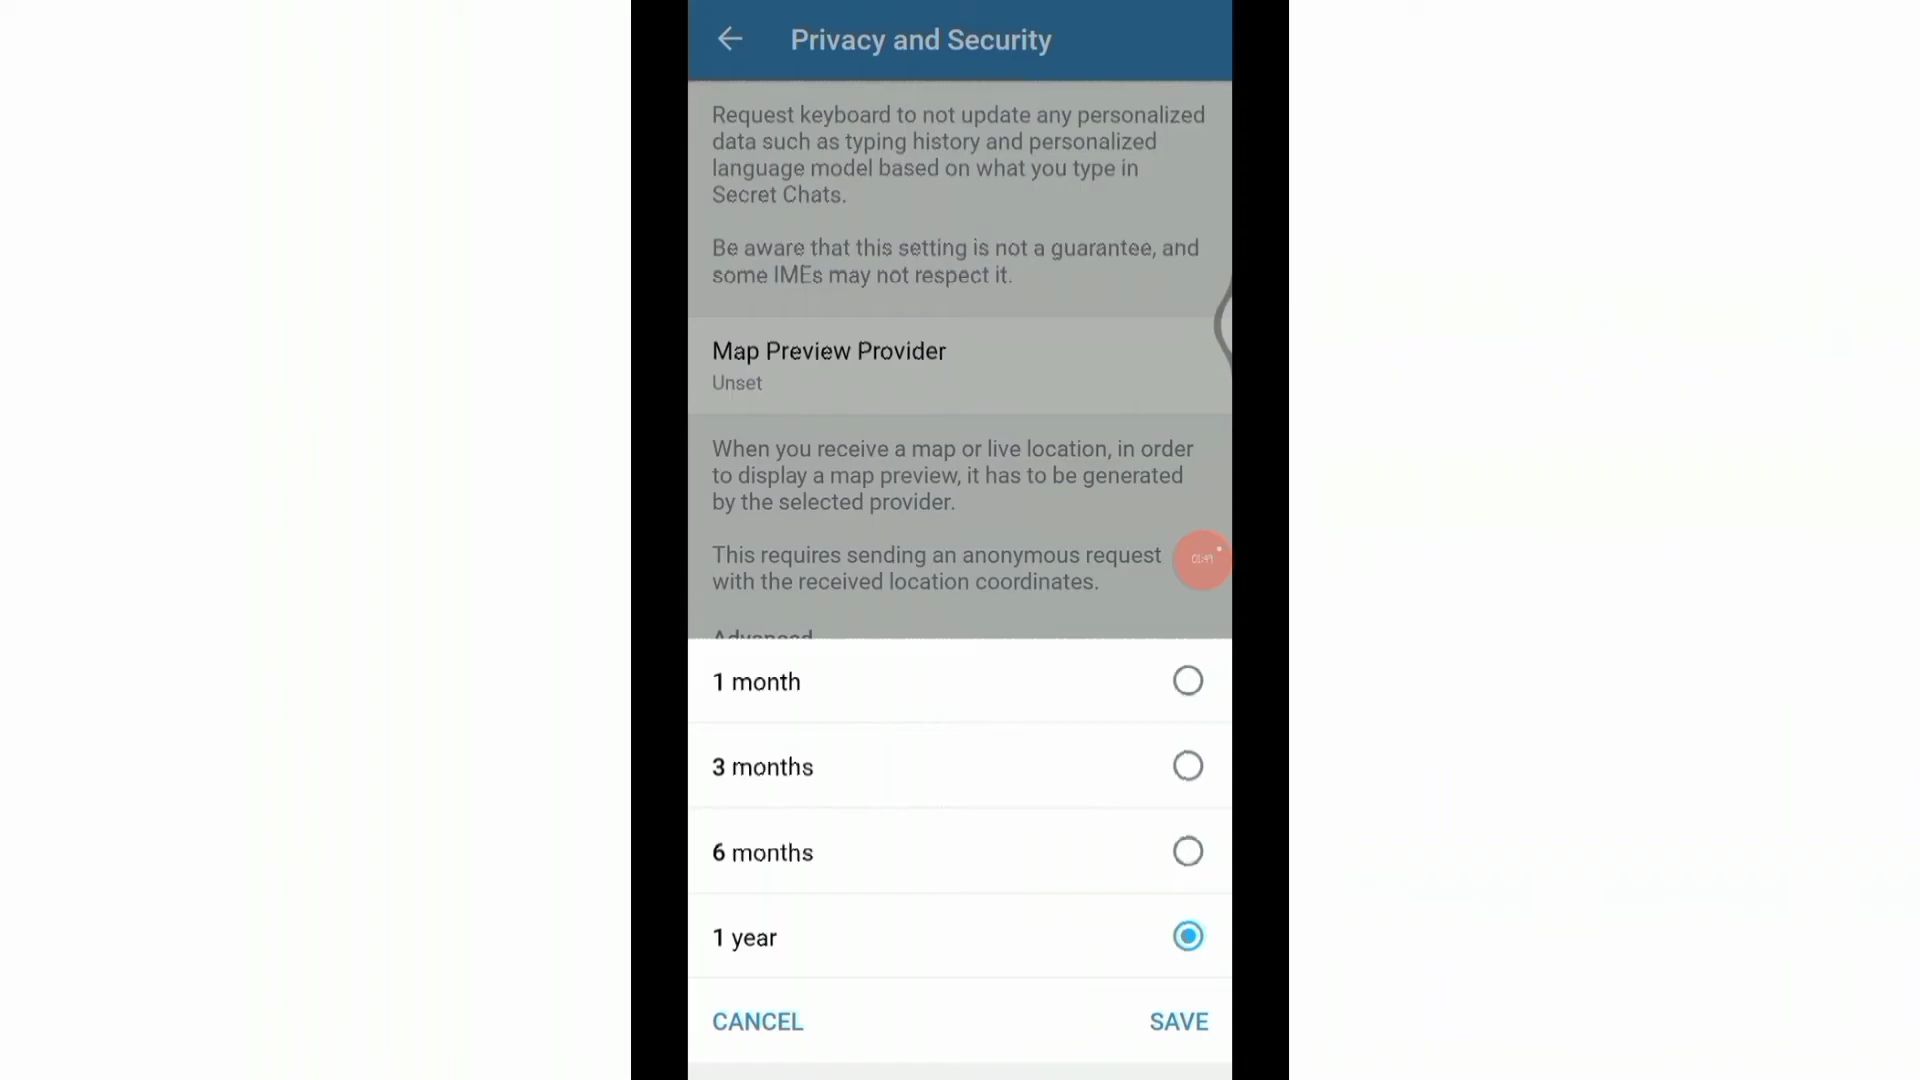 Privacy and Security
Request keyboard to not update any personalized
data such as typing history and personalized
language model based on what you type in
Secret Chats.
Be aware that this setting is not a guarantee, and
some IMEs may not respect it.
Map Preview Provider
Unset
When you receive a map or live location, in order
to display a map preview, it has to be generated
by the selected provider.
This requires sending an anonymous request
with the received location coordinates.
01:49
Advanced
1 month
3 months
6 months
1 year
CANCEL
SAVE